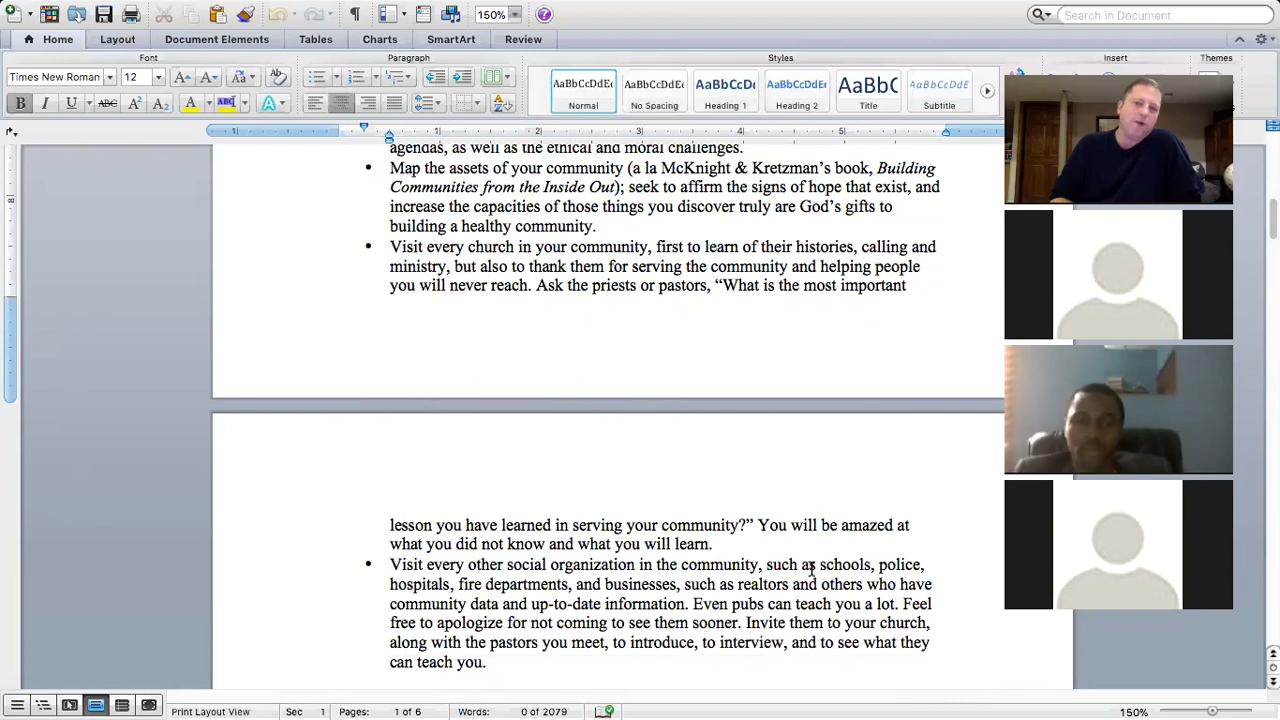 150%
Search in Document
Home Layout Document Elements Tables Charts SmartArt Review
Font Paragraph Styles Insert Themes
Times New Roman 12
AaBbCcDdEe AaBbCcDdEe AaBbCcDdEe AaBbCcDdEe AaBbC AaBbCcDdEe
Normal No Spacing Heading 1 Heading 2 Title Subtitle
agendas, as well as the ethical and moral challenges.
• Map the assets of your community (a la McKnight & Kretzman’s book, Building
Communities from the Inside Out); seek to affirm the signs of hope that exist, and
increase the capacities of those things you discover truly are God’s gifts to
building a healthy community.
• Visit every church in your community, first to learn of their histories, calling and
ministry, but also to thank them for serving the community and helping people
you will never reach. Ask the priests or pastors, “What is the most important
lesson you have learned in serving your community?” You will be amazed at
what you did not know and what you will learn.
• Visit every other social organization in the community, such as schools, police,
hospitals, fire departments, and businesses, such as realtors and others who have
community data and up-to-date information. Even pubs can teach you a lot. Feel
free to apologize for not coming to see them sooner. Invite them to your church,
along with the pastors you meet, to introduce, to interview, and to see what they
can teach you.
Print Layout View Sec 1 Pages: 1 of 6 Words: 0 of 2079 150%